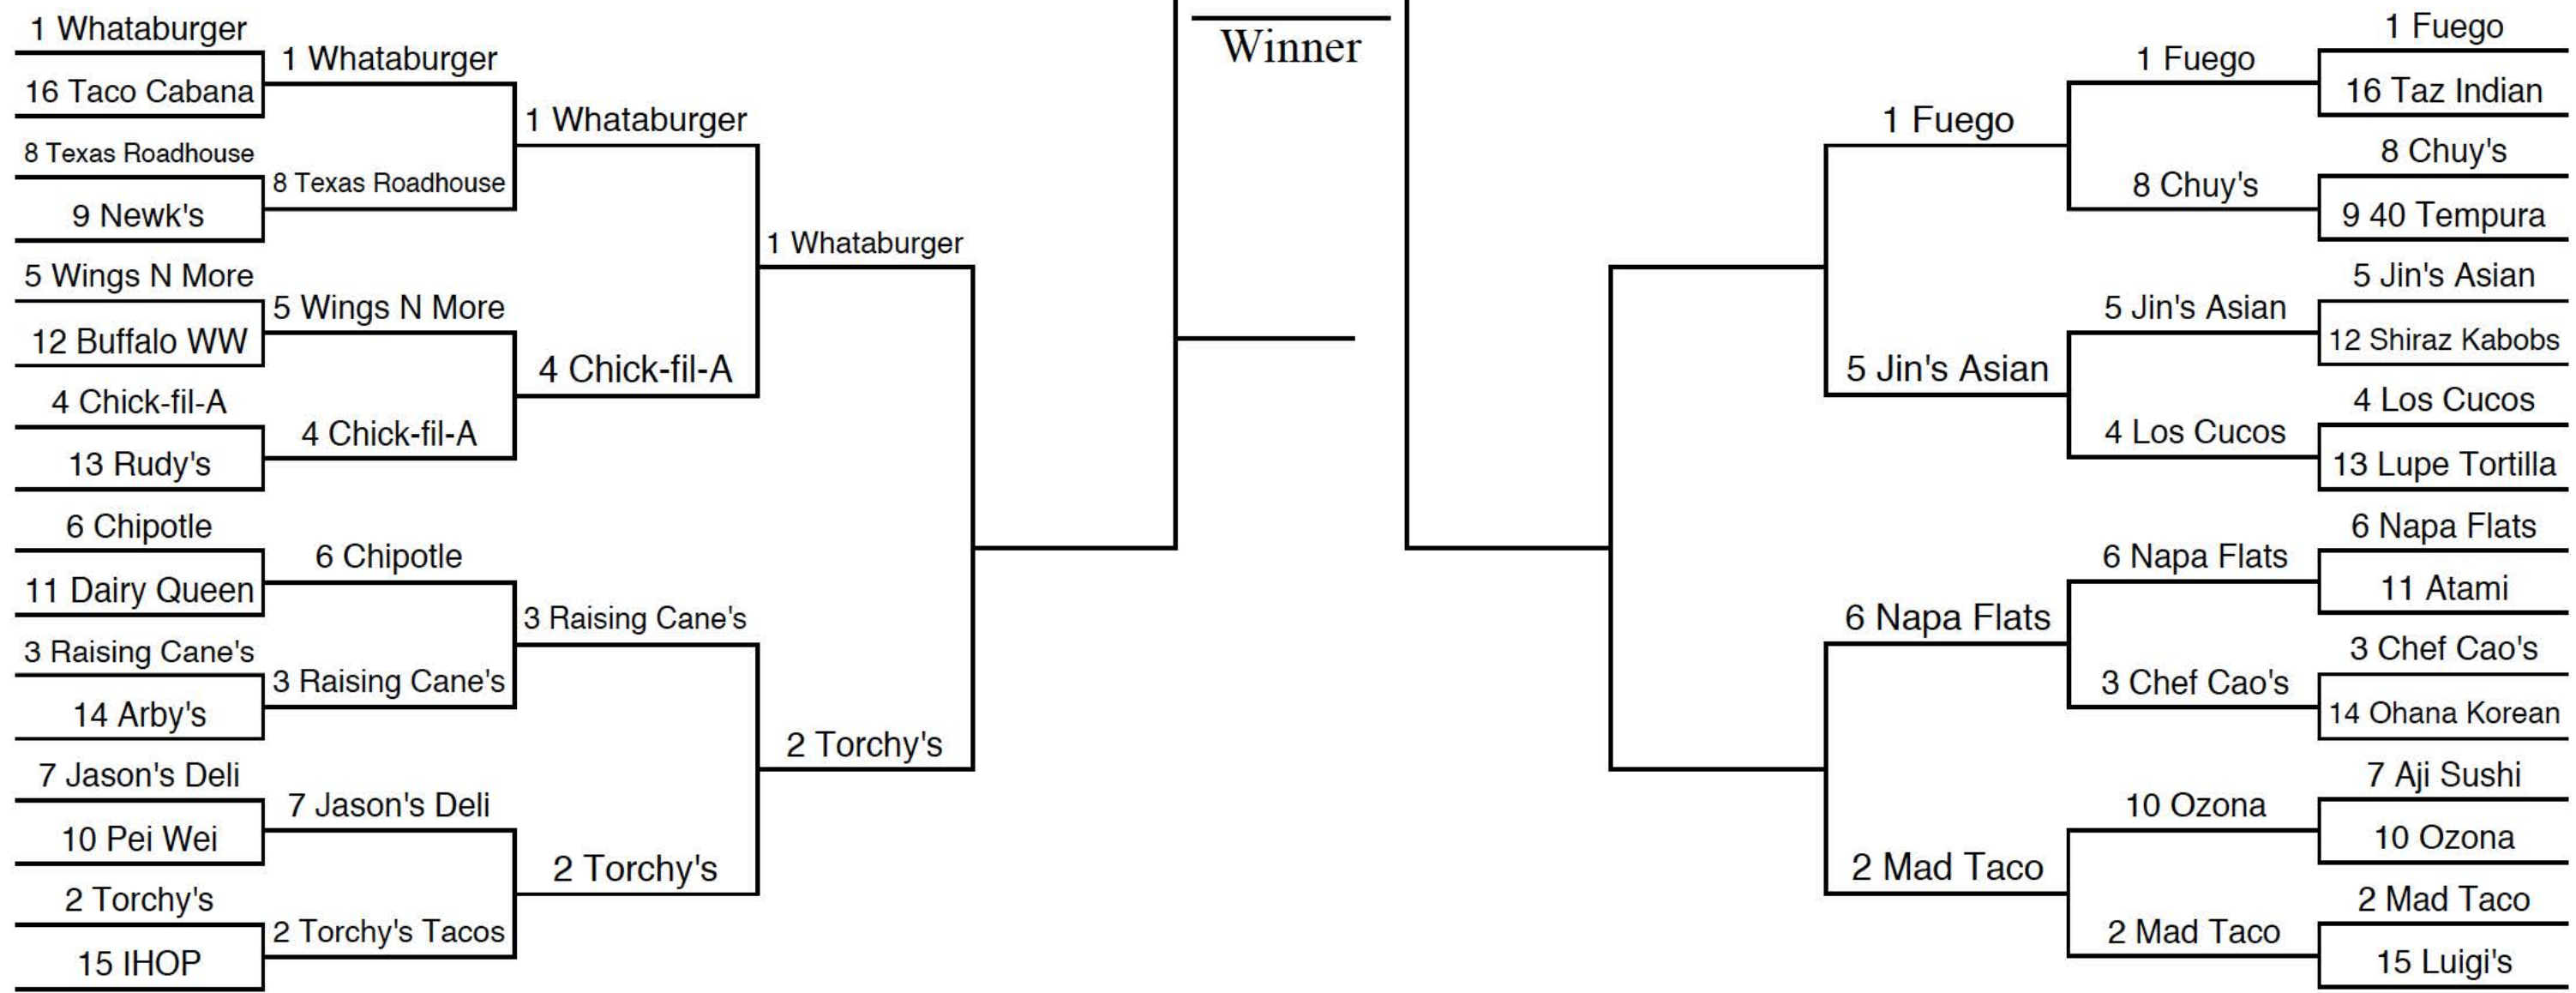 1 Whataburger
16 Taco Cabana
8 Texas Roadhouse
9 Newk's
5 Wings N More
12 Buffalo WW
4 Chick-fil-A
13 Rudy's
6 Chipotle
11 Dairy Queen
3 Raising Cane's
14 Arby's
7 Jason's Deli
10 Pei Wei
2 Torchy's
15 IHOP
1 Whataburger
8 Texas Roadhouse
5 Wings N More
4 Chick-fil-A
6 Chipotle
3 Raising Cane's
7 Jason's Deli
2 Torchy's Tacos
1 Whataburger
4 Chick-fil-A
3 Raising Cane's
2 Torchy's
1 Whataburger
2 Torchy's
Winner
1 Fuego
5 Jin's Asian
6 Napa Flats
2 Mad Taco
1 Fuego
8 Chuy's
5 Jin's Asian
4 Los Cucos
6 Napa Flats
3 Chef Cao's
10 Ozona
2 Mad Taco
1 Fuego
16 Taz Indian
8 Chuy's
9 40 Tempura
5 Jin's Asian
12 Shiraz Kabobs
4 Los Cucos
13 Lupe Tortilla
6 Napa Flats
11 Atami
3 Chef Cao's
14 Ohana Korean
7 Aji Sushi
10 Ozona
2 Mad Taco
15 Luigi's